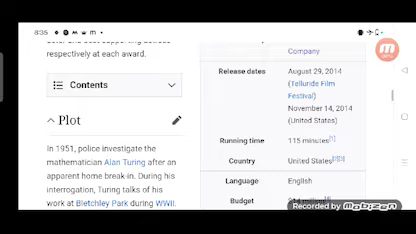 8:35
respectively at each award.
Contents
Plot
In 1951, police investigate the
mathematician Alan Turing after an
apparent home break-in. During his
interrogation, Turing talks of his
work at Bletchley Park during WWII.
Company
Release dates
August 29, 2014
(Telluride Film
Festival)
November 14, 2014
(United States)
Running time
115 minutes
Country
United States
Language
English
Budget
Recorded by
MOBIZEN